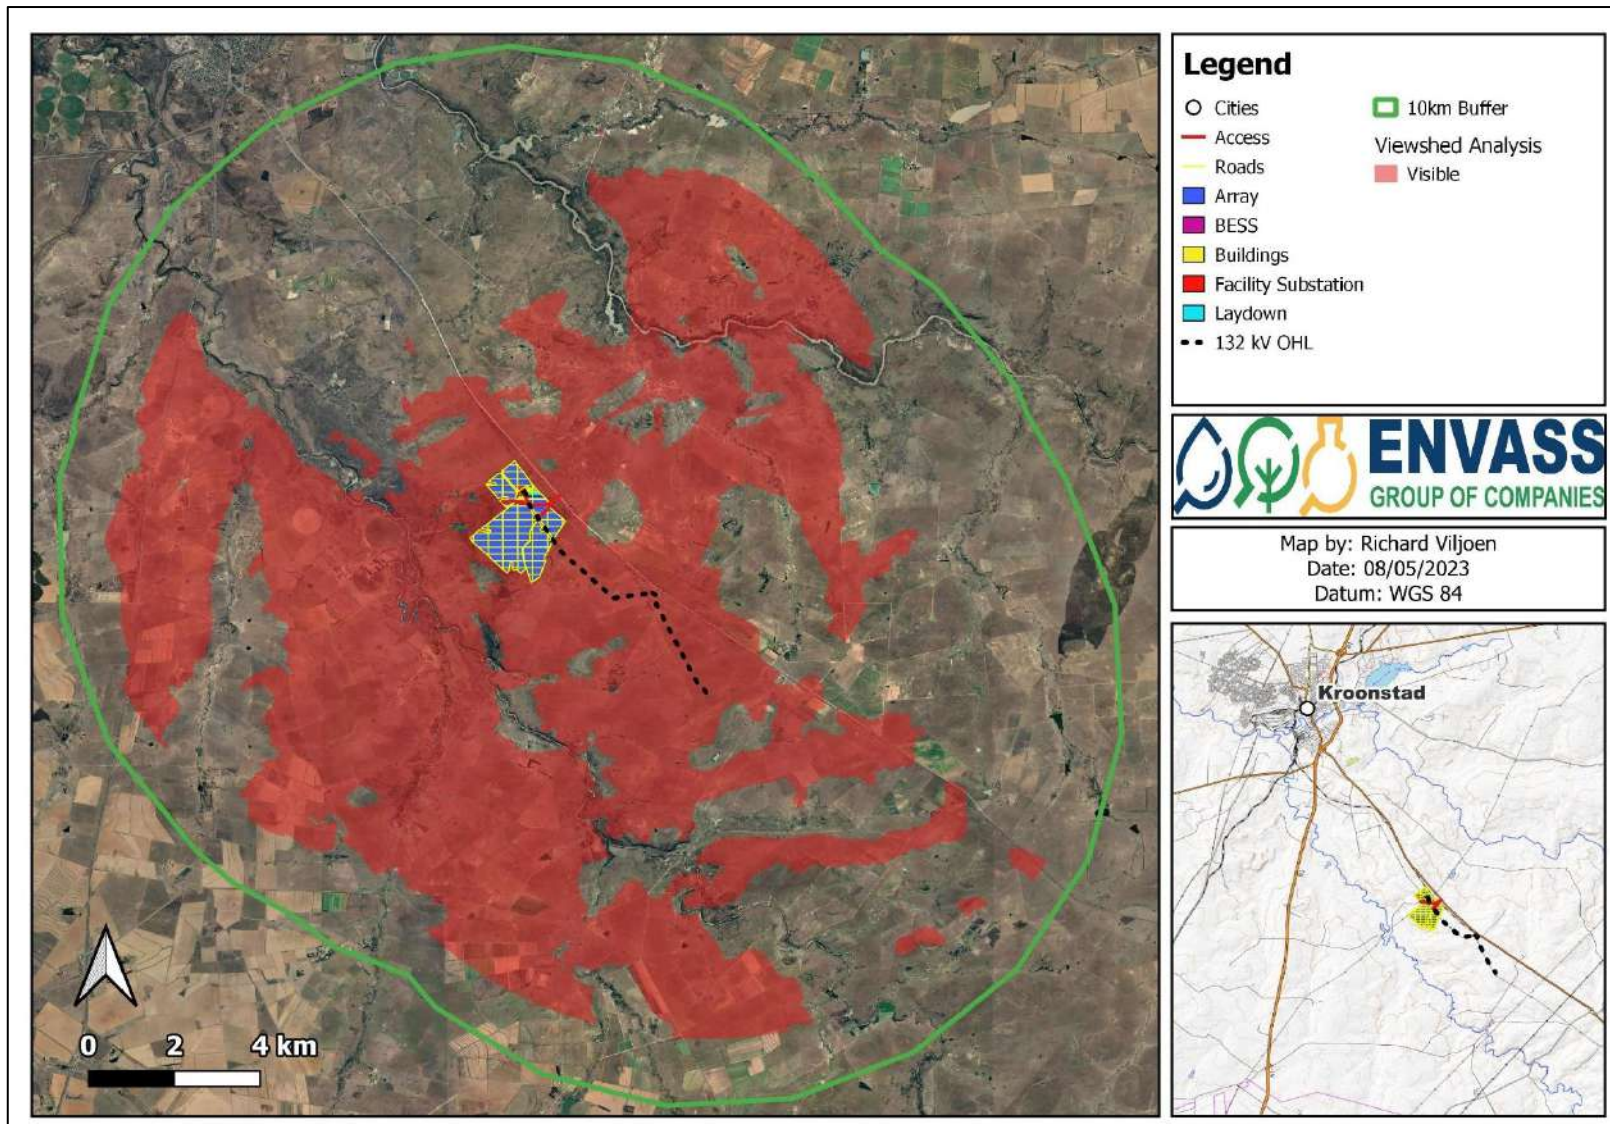 Legend
Cities
Access
Roads
Array
BESS
Buildings
Facility Substation
Laydown
132 kV OHL
10km Buffer
Viewshed Analysis
Visible
ENVASS
GROUP OF COMPANIES
Map by: Richard Viljoen
Date: 08/05/2023
Datum: WGS 84
Kroonstad
0 2 4 km